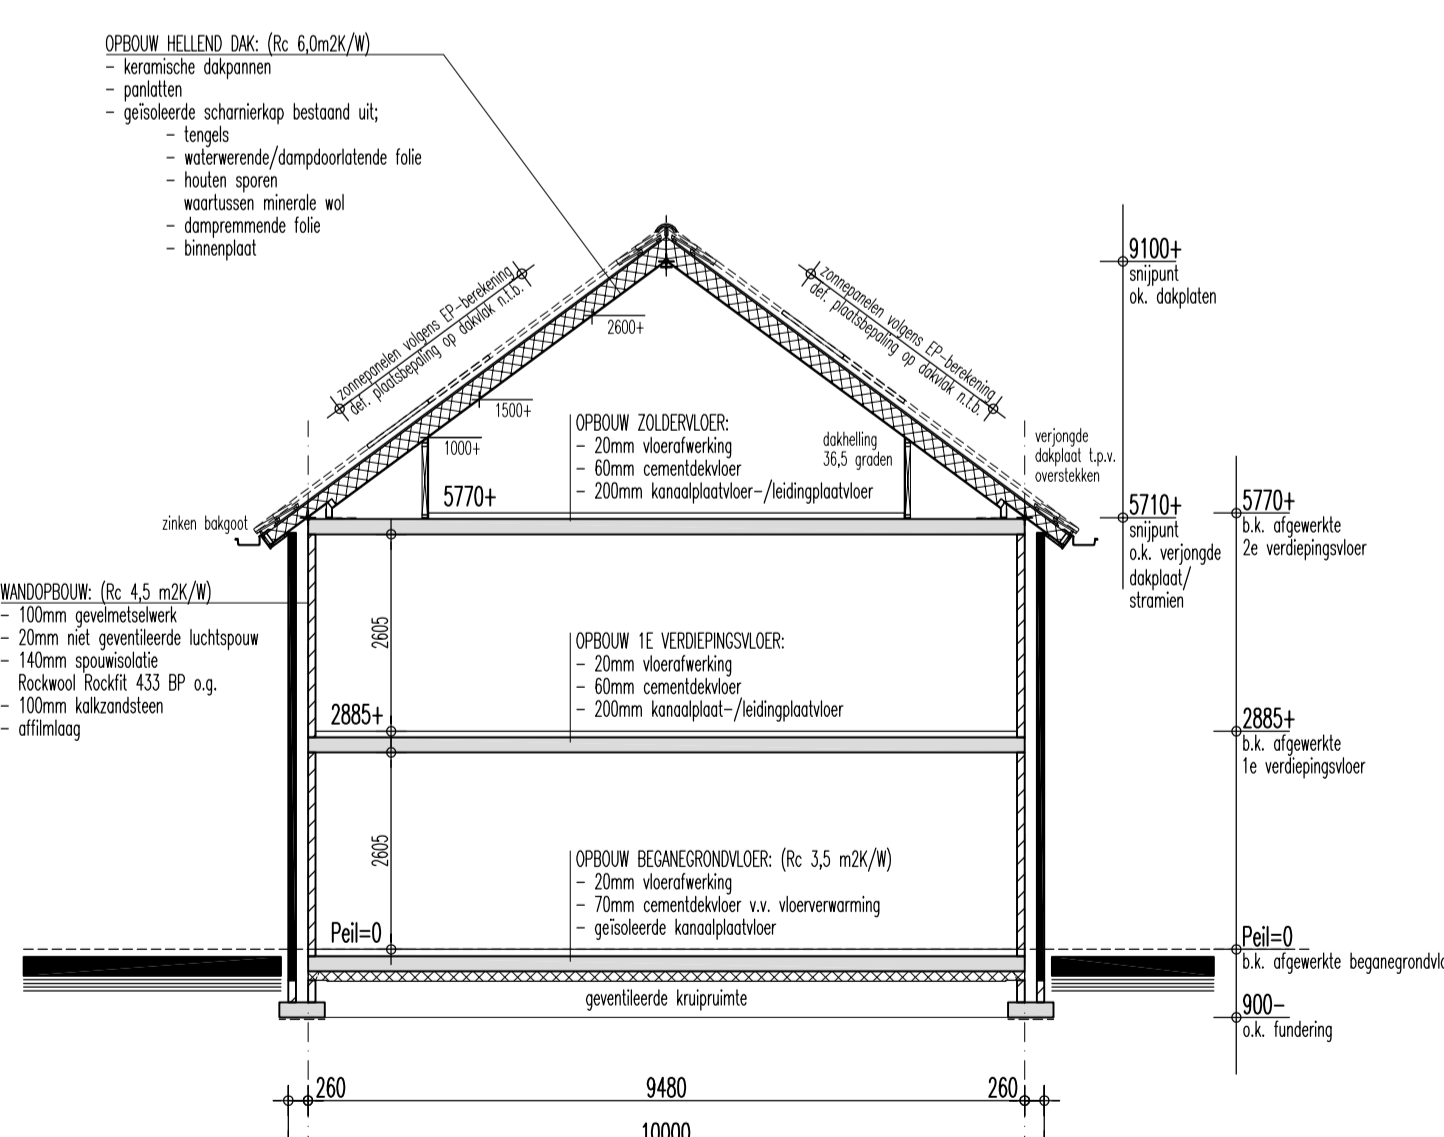 OPBOUW HELLEND DAK: (Rc 6,0m2K/W)
- keramische dakpannen
- panlatten
- geïsoleerde scharnierkap bestaand uit;
- tengels
- waterwerende/dampdoorlatende folie
- houten sporen
waartussen minerale wol
- dampremmende folie
- binnenplaat
zonnepanelen volgens EP-berekening
def. plaatsbepaling op dakvlak n.t.b.
zonnepanelen volgens EP-berekening
def. plaatsbepaling op dakvlak n.t.b.
9100+
snijpunt
ok. dakplaten
2600+
1500+
1000+
5770+
OPBOUW ZOLDERVLOER:
- 20mm vloerafwerking
- 60mm cementdekvloer
- 200mm kanaalplaatvloer-/leidingplaatvloer
dakhelling
36,5 graden
verjongde
dakplaat t.p.v.
overstekken
5710+
snijpunt
o.k. verjongde
dakplaat/
stramien
5770+
b.k. afgewerkte
2e verdiepingsvloer
zinken bakgoot
WANDOPBOUW: (Rc 4,5 m2K/W)
- 100mm gevelmetselwerk
- 20mm niet geventileerde luchtspouw
- 140mm spouwisolatie
Rockwool Rockfit 433 BP o.g.
- 100mm kalkzandsteen
- affilmlaag
2605
OPBOUW 1E VERDIEPINGSVLOER:
- 20mm vloerafwerking
- 60mm cementdekvloer
- 200mm kanaalplaat-/leidingplaatvloer
2885+
2885+
b.k. afgewerkte
1e verdiepingsvloer
2605
OPBOUW BEGANEGRONDVLOER: (Rc 3,5 m2K/W)
- 20mm vloerafwerking
- 70mm cementdekvloer v.v. vloerverwarming
- geïsoleerde kanaalplaatvloer
Peil=0
Peil=0
b.k. afgewerkte
geventileerde kruipruimte
900-
o.k. fundering
260
9480
260
10000